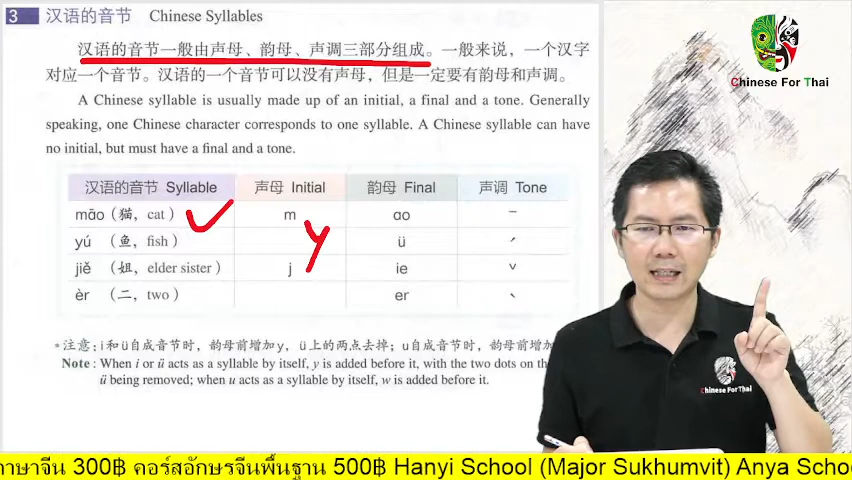 3 汉语的音节 Chinese Syllables
汉语的音节一般由声母、韵母、声调三部分组成。一般来说，一个汉字
对应一个音节。汉语的一个音节可以没有声母，但是一定要有韵母和声调。
A Chinese syllable is usually made up of an initial, a final and a tone. Generally
speaking, one Chinese character corresponds to one syllable. A Chinese syllable can have
no initial, but must have a final and a tone.
汉语的音节 Syllable 声母 Initial 韵母 Final 声调 Tone
māo（猫，cat） m ao ˉ
yú（鱼，fish） y ü ˊ
jiě（姐，elder sister） j ie ˇ
èr（二，two） er ˋ
*注意：i和ü自成音节时，韵母前增加y，ü上的两点去掉；u自成音节时，韵母前增加
Note: When i or ü acts as a syllable by itself, y is added before it, with the two dots on
ü being removed; when u acts as a syllable by itself, w is added before it.
Chinese For Thai
Chinese For Thai
ภาษาจีน 300฿ คอร์สอักษรจีนพื้นฐาน 500฿ Hanyi School (Major Sukhumvit) Anya